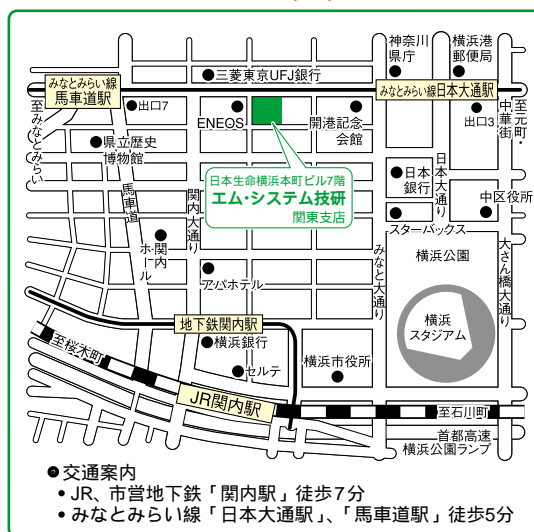 神奈川
県庁
横浜港
郵便局
三菱東京UFJ銀行
みなとみらい線
馬車道駅
みなとみらい線日本大通駅
至みなとみらい
出口7
ENEOS
開港記念
会館
出口3
至元町・
中華街
県立歴史
博物館
日本生命横浜本町ビル7階
エム・システム技研
関東支店
日本
銀行
日本大通り
中区役所
馬車道
関内大通り
スターバックス
関内
ホール
みなと大通り
横浜公園
大さん橋大通り
アパホテル
地下鉄関内駅
横浜
スタジアム
至桜木町
横浜銀行
セルテ
横浜市役所
JR関内駅
至石川町
首都高速
横浜公園ランプ
●交通案内
• JR、市営地下鉄「関内駅」徒歩7分
• みなとみらい線「日本大通駅」、「馬車道駅」徒歩5分